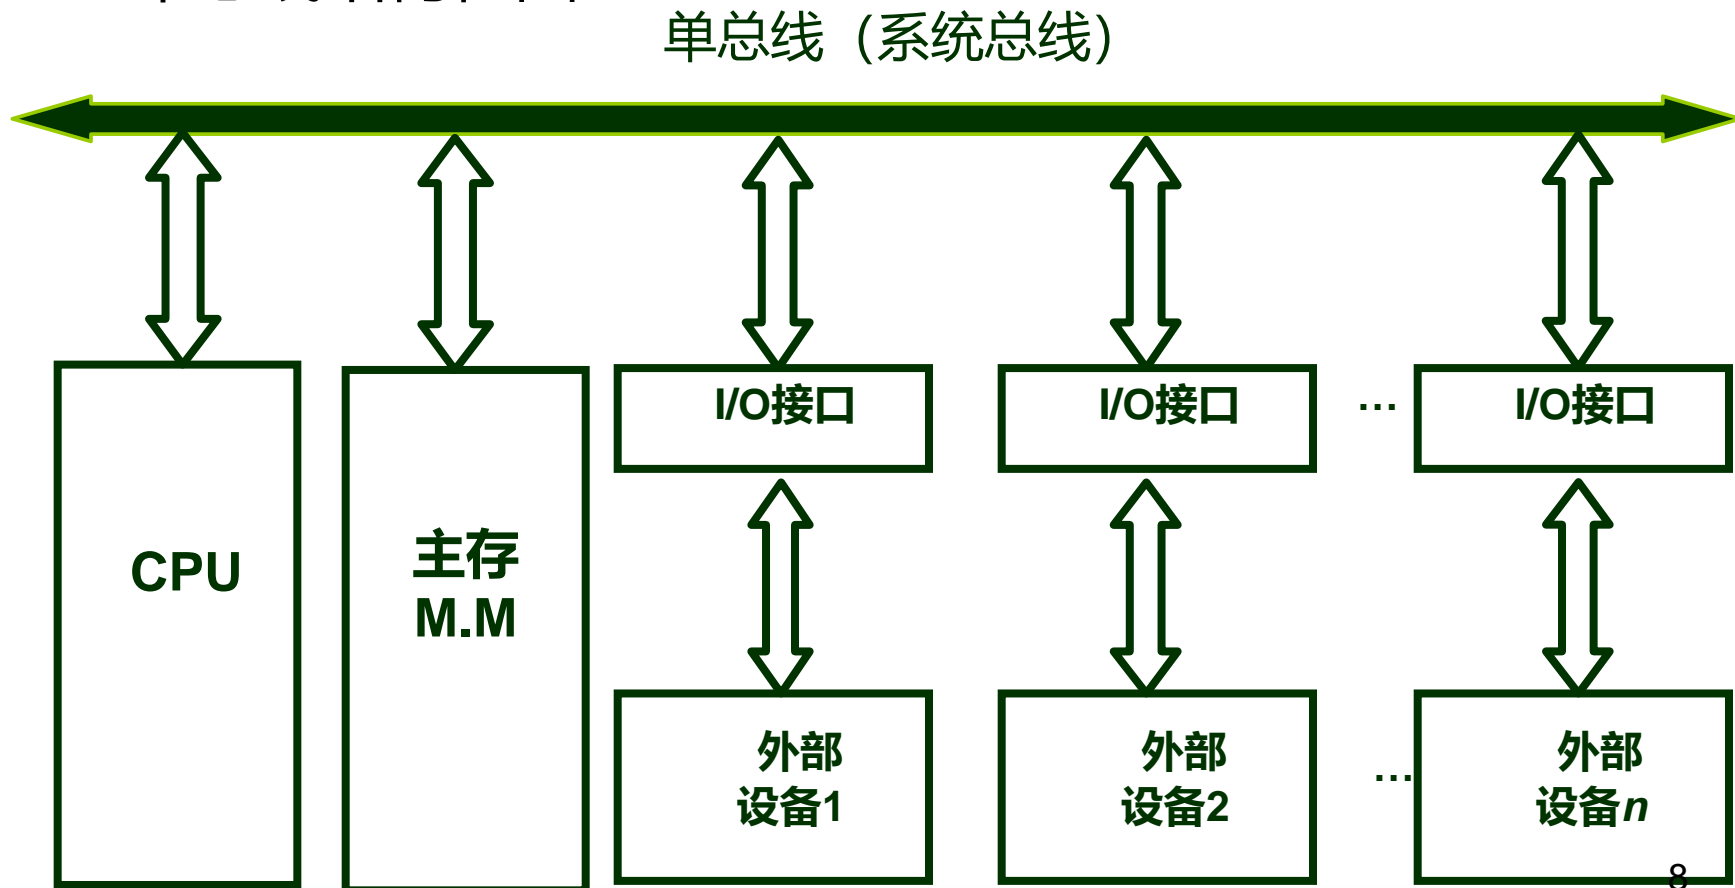 单总线（系统总线）
I/O接口
I/O接口
…
I/O接口
CPU
主存
M.M
外部
设备1
外部
设备2
…
外部
设备n
8